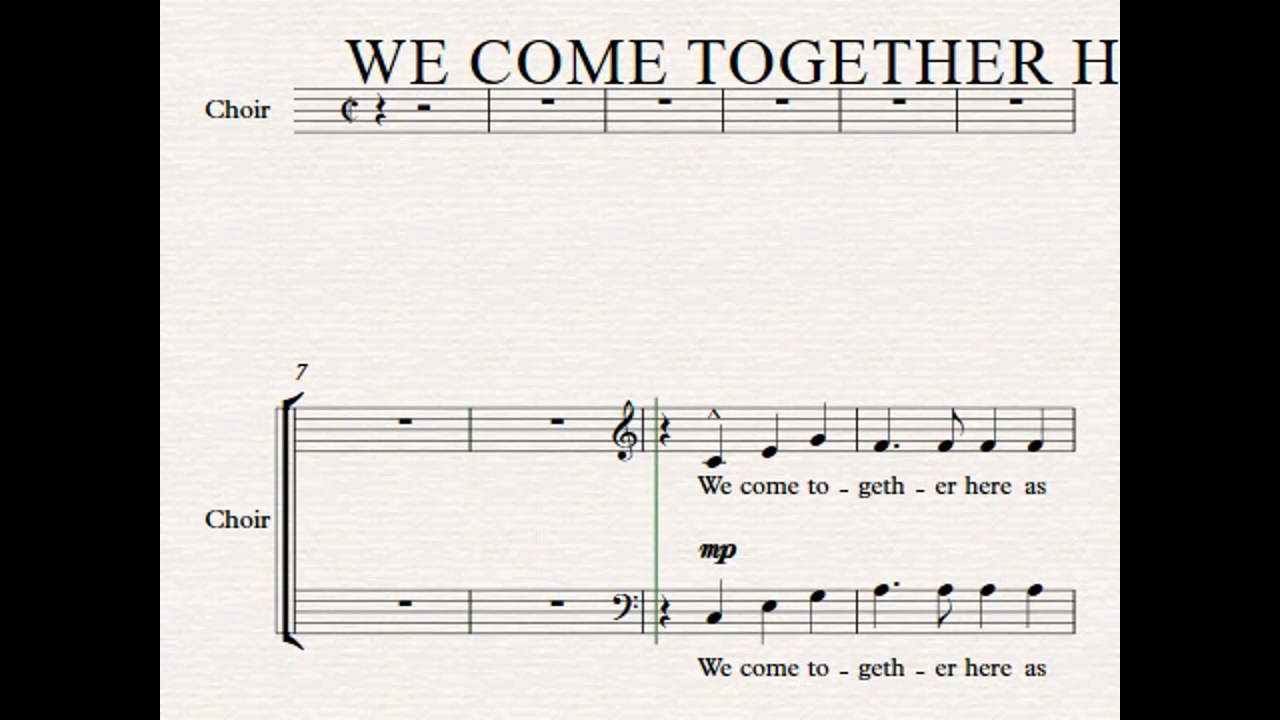 WE COME TOGETHER H
Choir
7
We come to - geth - er here as
Choir
mp
We come to - geth - er here as